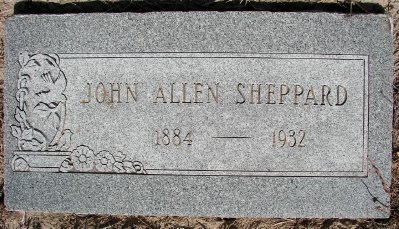 JOHN ALLEN SHEPPARD
1884 — 1932